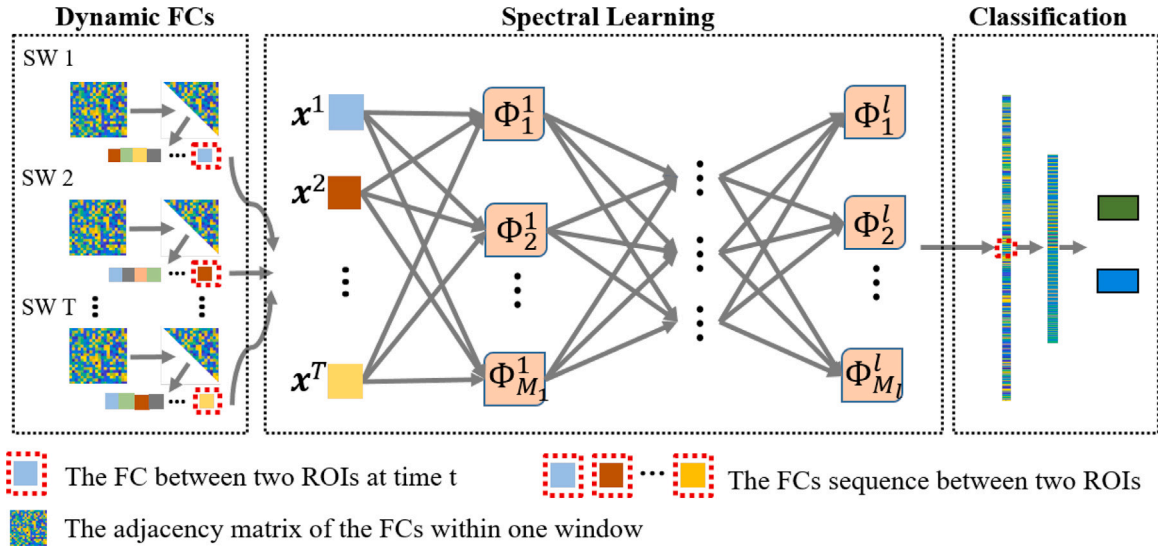 Dynamic FCs
Spectral Learning
Classification
SW 1
SW 2
SW T
x¹
x²
xᵀ
Φ₁¹
Φ₂¹
Φ_{M₁}¹
Φ₁ˡ
Φ₂ˡ
Φ_{Mₗ}ˡ
The FC between two ROIs at time t
The FCs sequence between two ROIs
The adjacency matrix of the FCs within one window